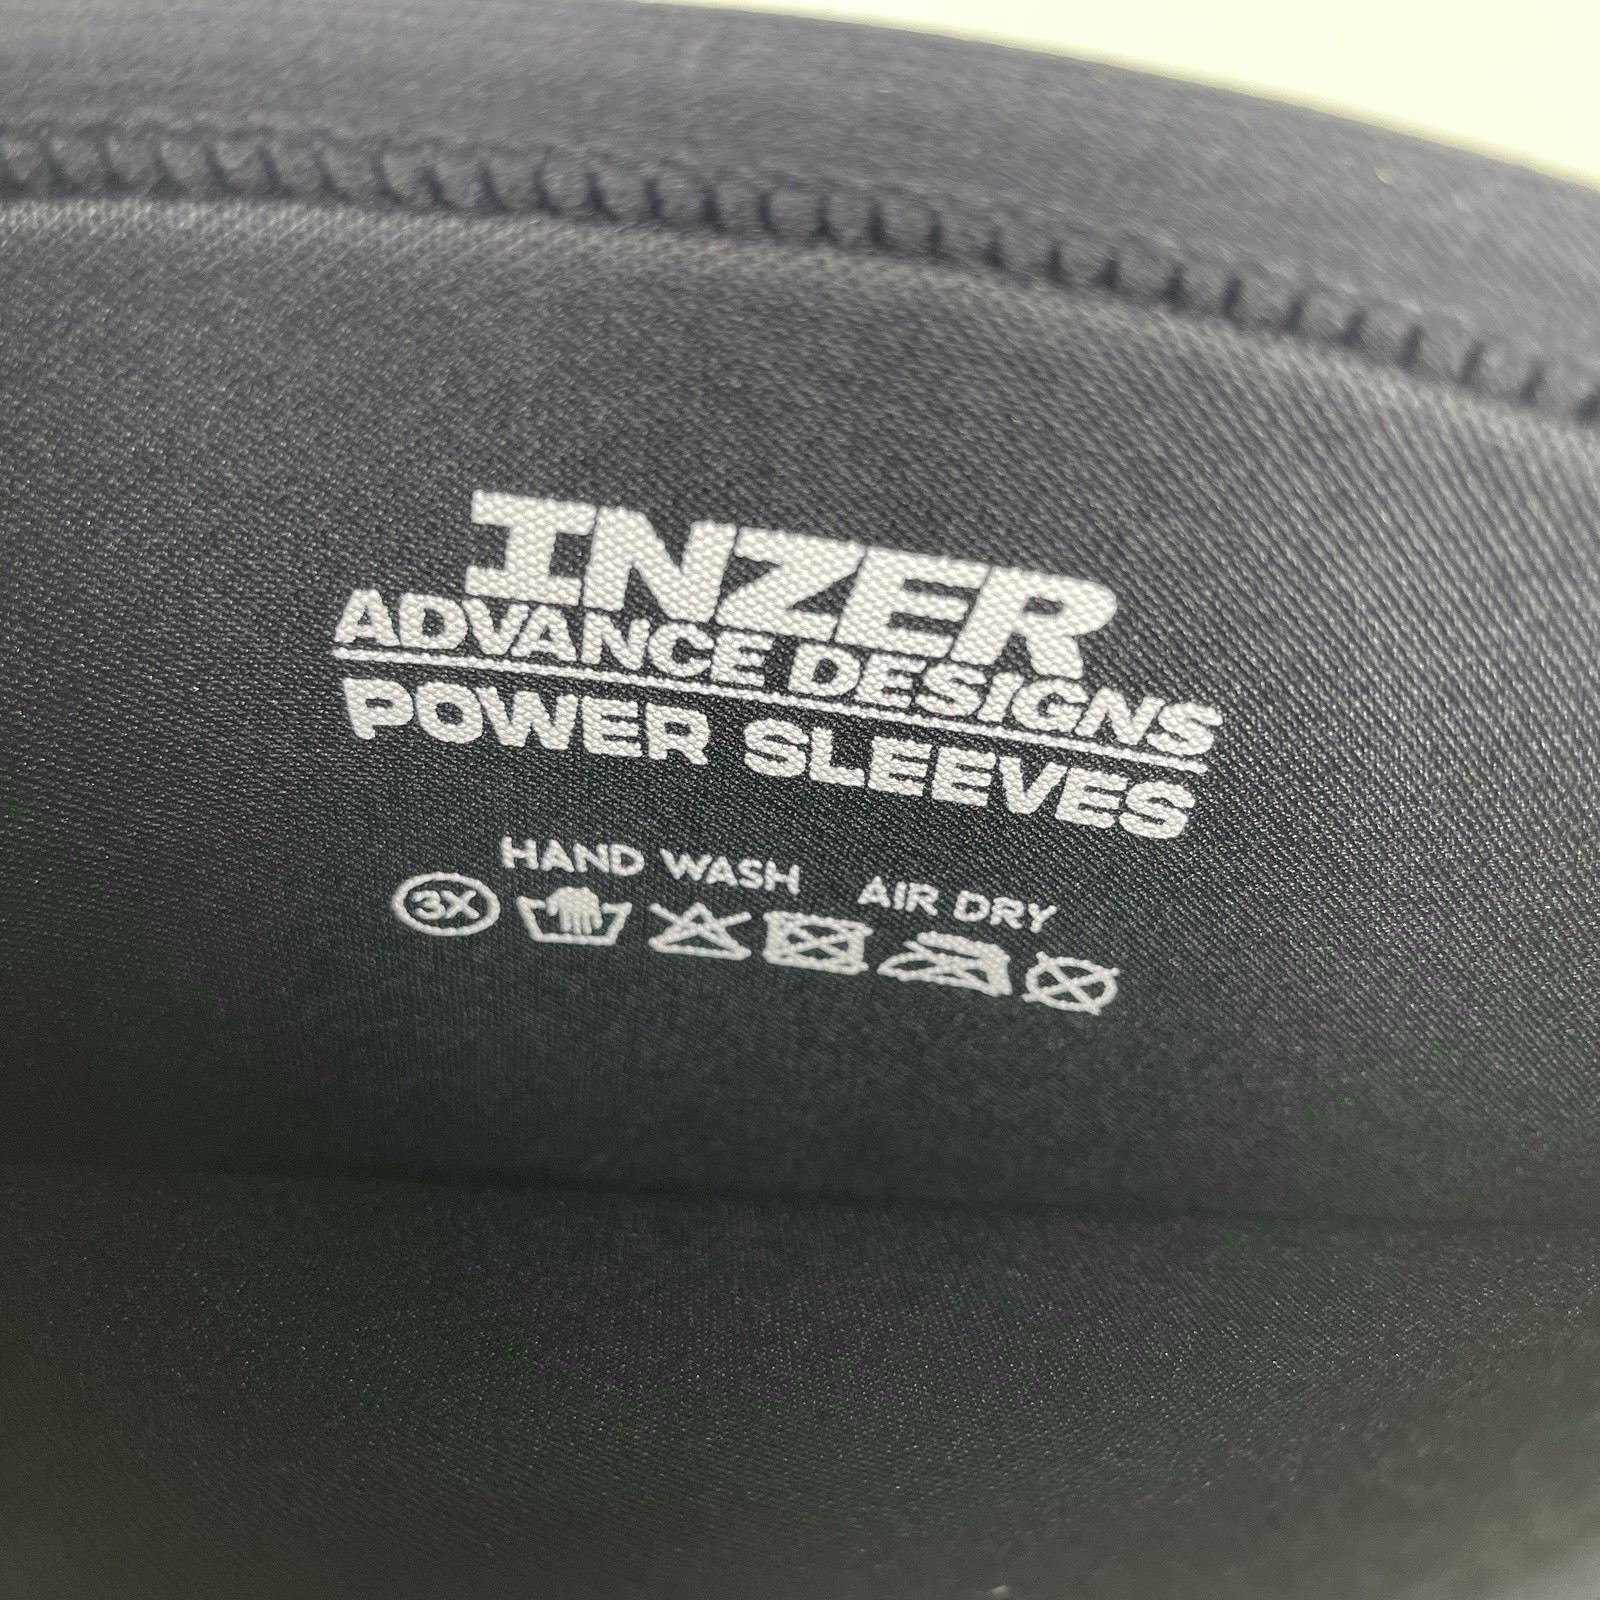 INZER
ADVANCE DESIGNS
POWER SLEEVES
HAND WASH AIR DRY
3X